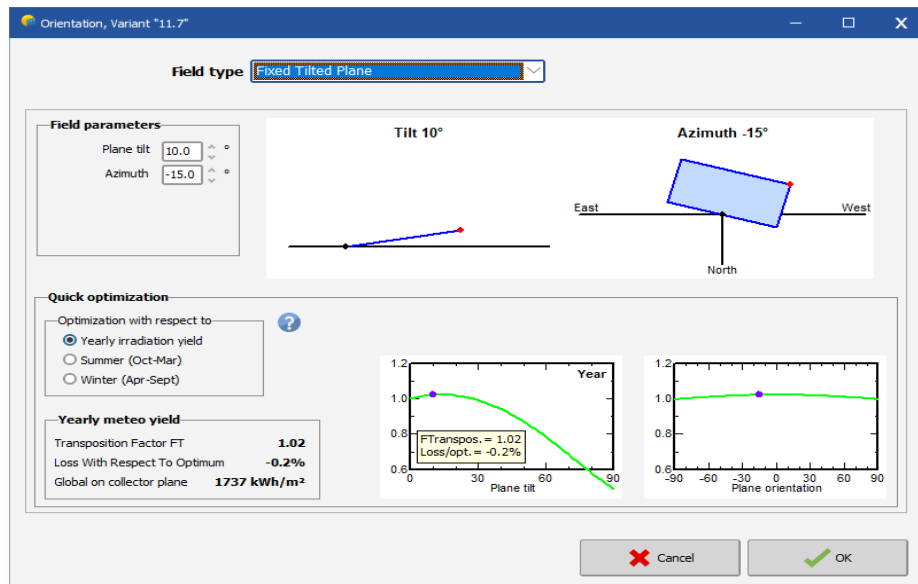 Orientation, Variant "11.7"
Field type Fixed Tilted Plane
Field parameters
Plane tilt 10.0 °
Azimuth -15.0 °
Tilt 10°
Azimuth -15°
East West
North
Quick optimization
Optimization with respect to
Yearly irradiation yield
Summer (Oct-Mar)
Winter (Apr-Sept)
?
Yearly meteo yield
Transposition Factor FT 1.02
Loss With Respect To Optimum -0.2%
Global on collector plane 1737 kWh/m²
1.2
Year
1.0
0.8
FTranspos.= 1.02
Loss/opt.= -0.2%
0.6
0 30 60 90
Plane tilt
1.2
1.0
0.8
0.6
-90 -60 -30 0 30 60 90
Plane orientation
Cancel OK